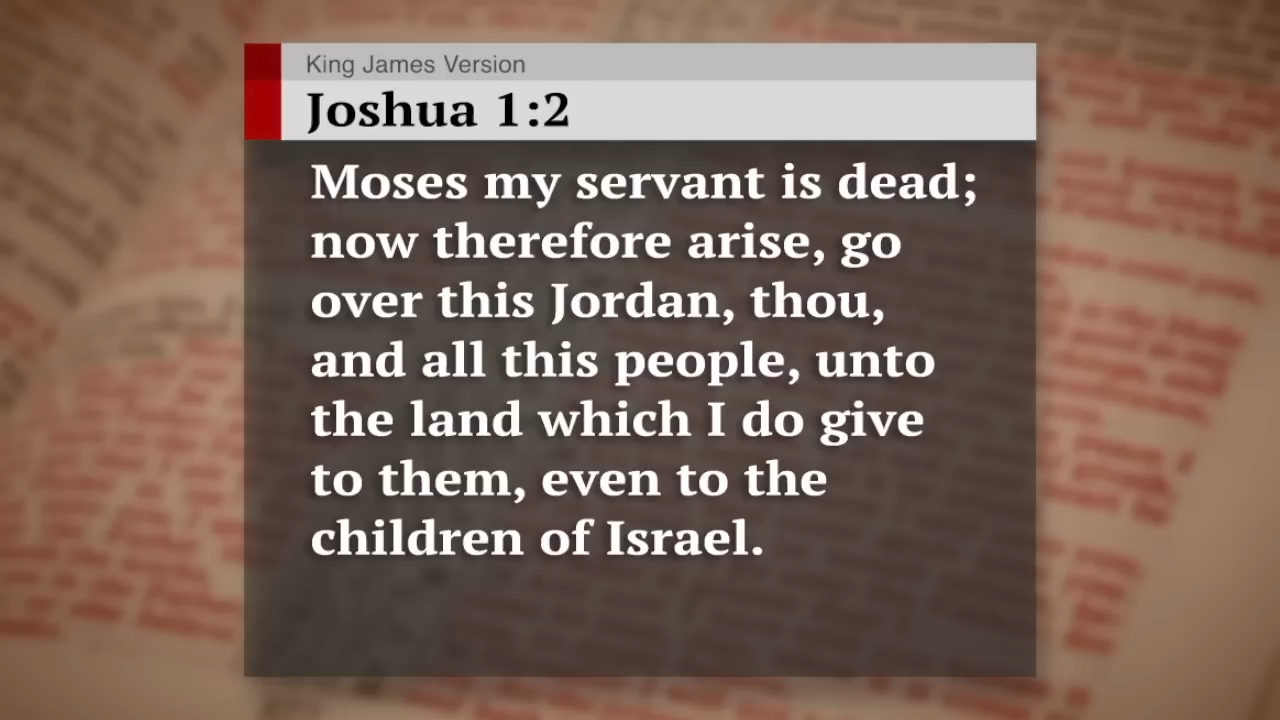 King James Version
Joshua 1:2
Moses my servant is dead;
now therefore arise, go
over this Jordan, thou,
and all this people, unto
the land which I do give
to them, even to the
children of Israel.